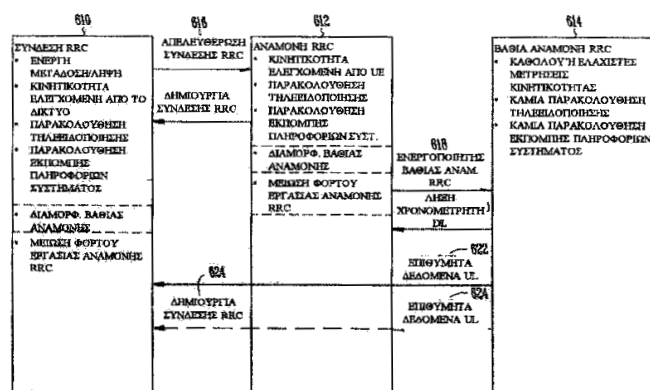 610
616
612
614
ΣΥΝΔΕΣΗ RRC
• ΕΝΕΡΓΗ
ΜΕΤΑΔΟΣΗ/ΛΗΨΗ
• ΚΙΝΗΤΙΚΟΤΗΤΑ
ΕΛΕΓΧΟΜΕΝΗ ΑΠΟ ΤΟ
ΔΙΚΤΥΟ
• ΠΑΡΑΚΟΛΟΥΘΗΣΗ
ΤΗΛΕΕΙΔΟΠΟΙΗΣΗΣ
• ΠΑΡΑΚΟΛΟΥΘΗΣΗ
ΕΚΠΟΜΠΗΣ
ΠΛΗΡΟΦΟΡΙΩΝ
ΣΥΣΤΗΜΑΤΟΣ
• ΔΙΑΜΟΡΦ. ΒΑΘΙΑΣ
ΑΝΑΜΟΝΗΣ
• ΜΕΙΩΣΗ ΦΟΡΤΟΥ
ΕΡΓΑΣΙΑΣ ΑΝΑΜΟΝΗΣ
RRC
ΑΠΕΛΕΥΘΕΡΩΣΗ
ΣΥΝΔΕΣΗΣ RRC
ΔΗΜΙΟΥΡΓΙΑ
ΣΥΝΔΕΣΗΣ RRC
ΑΝΑΜΟΝΗ RRC
• ΚΙΝΗΤΙΚΟΤΗΤΑ
ΕΛΕΓΧΟΜΕΝΗ ΑΠΟ UE
• ΠΑΡΑΚΟΛΟΥΘΗΣΗ
ΤΗΛΕΕΙΔΟΠΟΙΗΣΗΣ
• ΠΑΡΑΚΟΛΟΥΘΗΣΗ
ΕΚΠΟΜΠΗΣ
ΠΛΗΡΟΦΟΡΙΩΝ ΣΥΣΤ.
• ΔΙΑΜΟΡΦ. ΒΑΘΙΑΣ
ΑΝΑΜΟΝΗΣ
• ΜΕΙΩΣΗ ΦΟΡΤΟΥ
ΕΡΓΑΣΙΑΣ ΑΝΑΜΟΝΗΣ
RRC
618
ΕΝΕΡΓΟΠΟΙΗΤΗΣ
ΒΑΘΙΑΣ ΑΝΑΜ.
RRC
ΛΗΞΗ
ΧΡΟΝΟΜΕΤΡΗΤΗ)
DL
ΒΑΘΙΑ ΑΝΑΜΟΝΗ RRC
• ΚΑΘΟΛΟΥ Ή ΕΛΑΧΙΣΤΕΣ
ΜΕΤΡΗΣΕΙΣ
ΚΙΝΗΤΙΚΟΤΗΤΑΣ
• ΚΑΜΙΑ ΠΑΡΑΚΟΛΟΥΘΗΣΗ
ΤΗΛΕΕΙΔΟΠΟΙΗΣΗΣ
• ΚΑΜΙΑ ΠΑΡΑΚΟΛΟΥΘΗΣΗ
ΕΚΠΟΜΠΗΣ ΠΛΗΡΟΦΟΡΙΩΝ
ΣΥΣΤΗΜΑΤΟΣ
622
ΕΠΙΘΥΜΗΤΑ
ΔΕΔΟΜΕΝΑ UL
624
ΔΗΜΙΟΥΡΓΙΑ
ΣΥΝΔΕΣΗΣ RRC
624
ΕΠΙΘΥΜΗΤΑ
ΔΕΔΟΜΕΝΑ UL